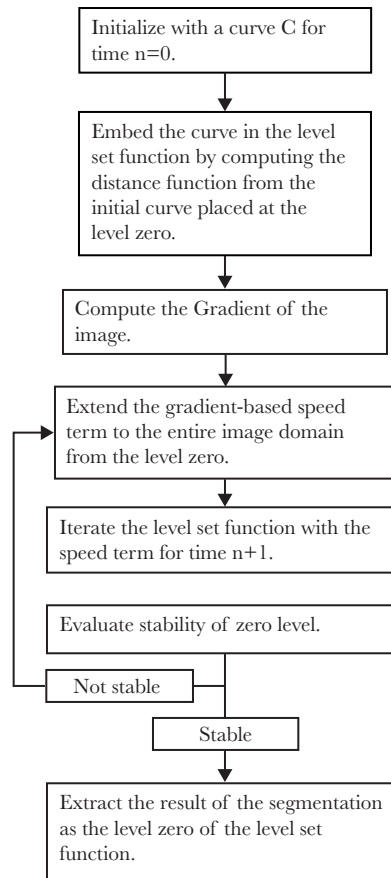 Initialize with a curve C for
time n=0.
Embed the curve in the level
set function by computing the
distance function from the
initial curve placed at the
level zero.
Compute the Gradient of the
image.
Extend the gradient-based speed
term to the entire image domain
from the level zero.
Iterate the level set function with the
speed term for time n+1.
Evaluate stability of zero level.
Not stable
Stable
Extract the result of the segmentation
as the level zero of the level set
function.